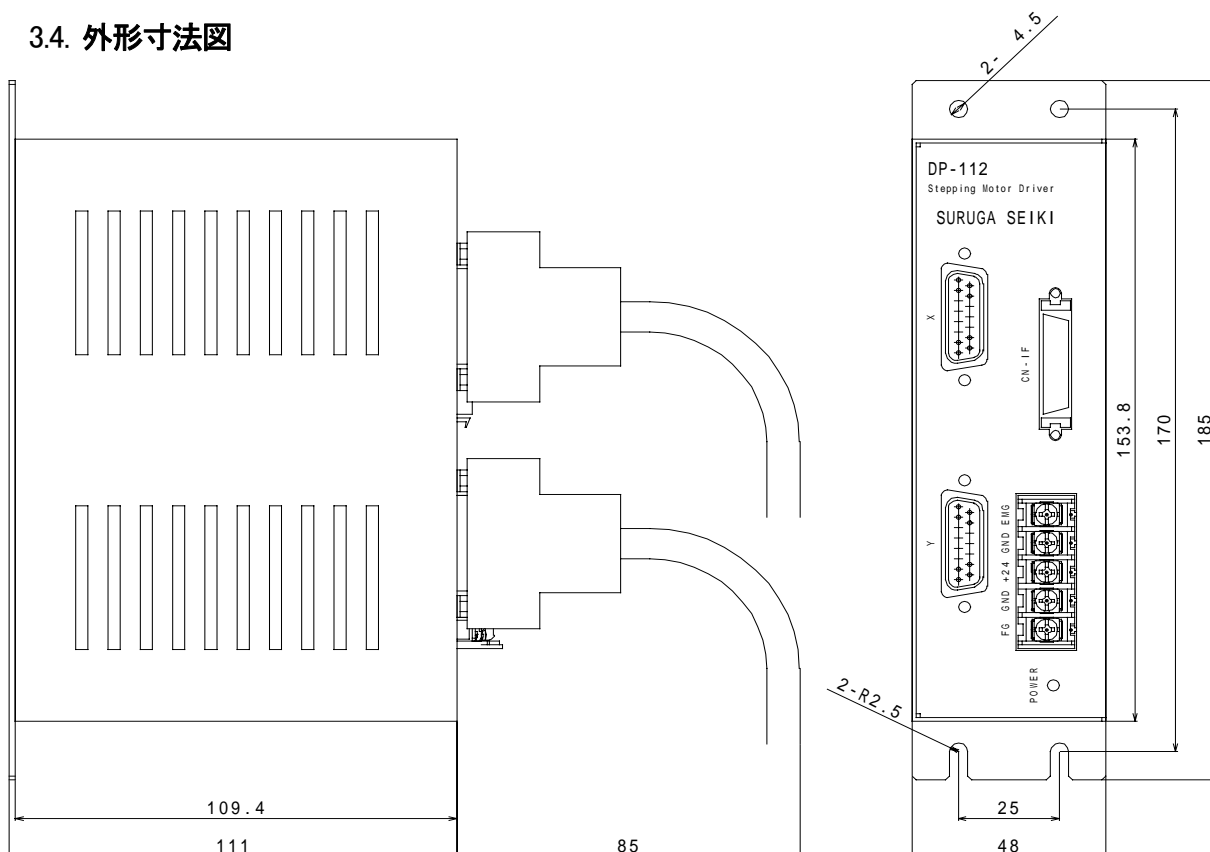 3.4. 外形寸法図
2- 4.5
DP-112
Stepping Motor Driver
SURUGA SEIKI
X
CN-IF
153.8
170
185
Y
FG GND +24 GND EMG
POWER
2-R2.5
109.4
25
111
85
48